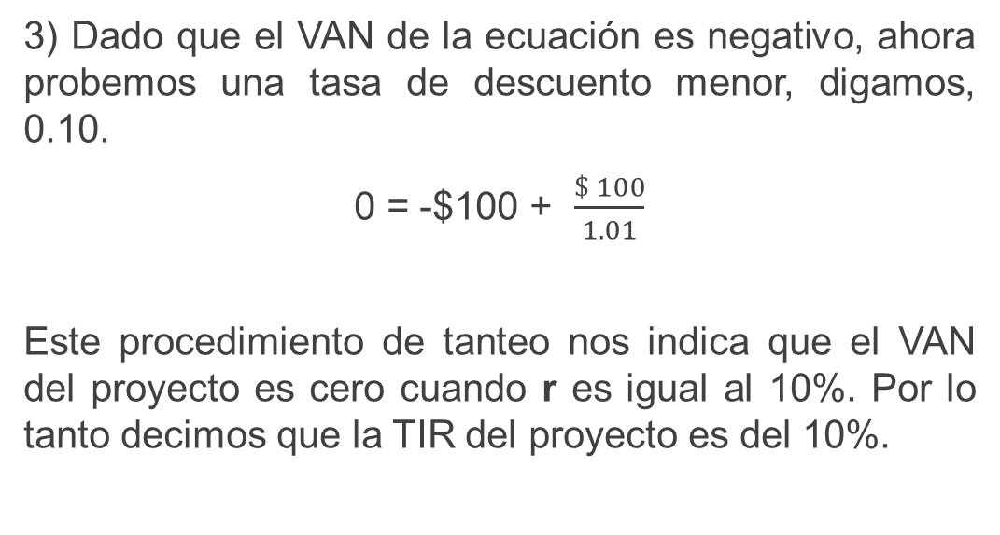 3) Dado que el VAN de la ecuación es negativo, ahora
probemos una tasa de descuento menor, digamos,
0.10.
0 = -$100 + $ 100 / 1.01
Este procedimiento de tanteo nos indica que el VAN
del proyecto es cero cuando r es igual al 10%. Por lo
tanto decimos que la TIR del proyecto es del 10%.